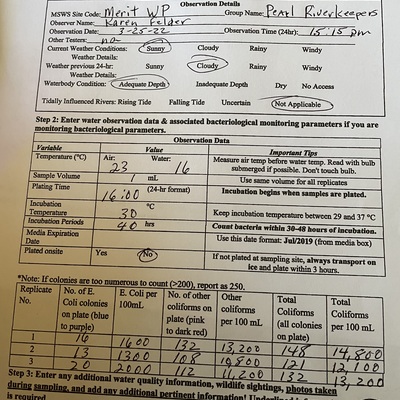 Observation Details
MSWS Site Code: Merit WP Group Name: Pearl Riverkeepers
Observer Name: Karen Felder
Observation Date: 3-25-22 Observation Time (24hr): 15:15 pm
Other Testers: no
Current Weather Conditions: Sunny Cloudy Rainy Windy
Weather Details:
Weather previous 24-hr: Sunny Cloudy Rainy Windy
Weather Details:
Waterbody Condition: Adequate Depth Inadequate Depth Dry No Access
Tidally Influenced Rivers: Rising Tide Falling Tide Uncertain Not Applicable
Step 2: Enter water observation data & associated bacteriological monitoring parameters if you are
monitoring bacteriological parameters.
Observation Data
Variable Value Important Tips
Temperature (°C) Air: 23 Water: 16 Measure air temp before water temp. Read with bulb
submerged if possible. Don't touch bulb.
Sample Volume 1 mL Use same volume for all replicates
Plating Time 16:00 (24-hr format) Incubation begins when samples are plated.
Incubation
Temperature 30 °C Keep incubation temperature between 29 and 37 °C
Incubation Periods 40 hrs Count bacteria within 30-48 hours of incubation.
Media Expiration
Date Use this date format: Jul/2019 (from media box)
Plated onsite Yes No If not plated at sampling site, always transport on
ice and plate within 3 hours.
*Note: If colonies are too numerous to count (>200), report as 250.
Replicate
No. No. of E.
Coli colonies
on plate (blue
to purple) E. Coli per
100mL No. of other
coliforms on
plate (pink
to dark red) Other
coliforms
per 100 mL Total
Coliforms
(all colonies
on plate) Total
Coliforms
per 100 mL
1 16 1600 132 13,200 148 14,800
2 13 1300 108 10,800 121 12,100
3 20 2000 112 11,200 132 13,200
Step 3: Enter any additional water quality information, wildlife sightings, photos taken
during sampling, and add any additional pertinent information!
is required.